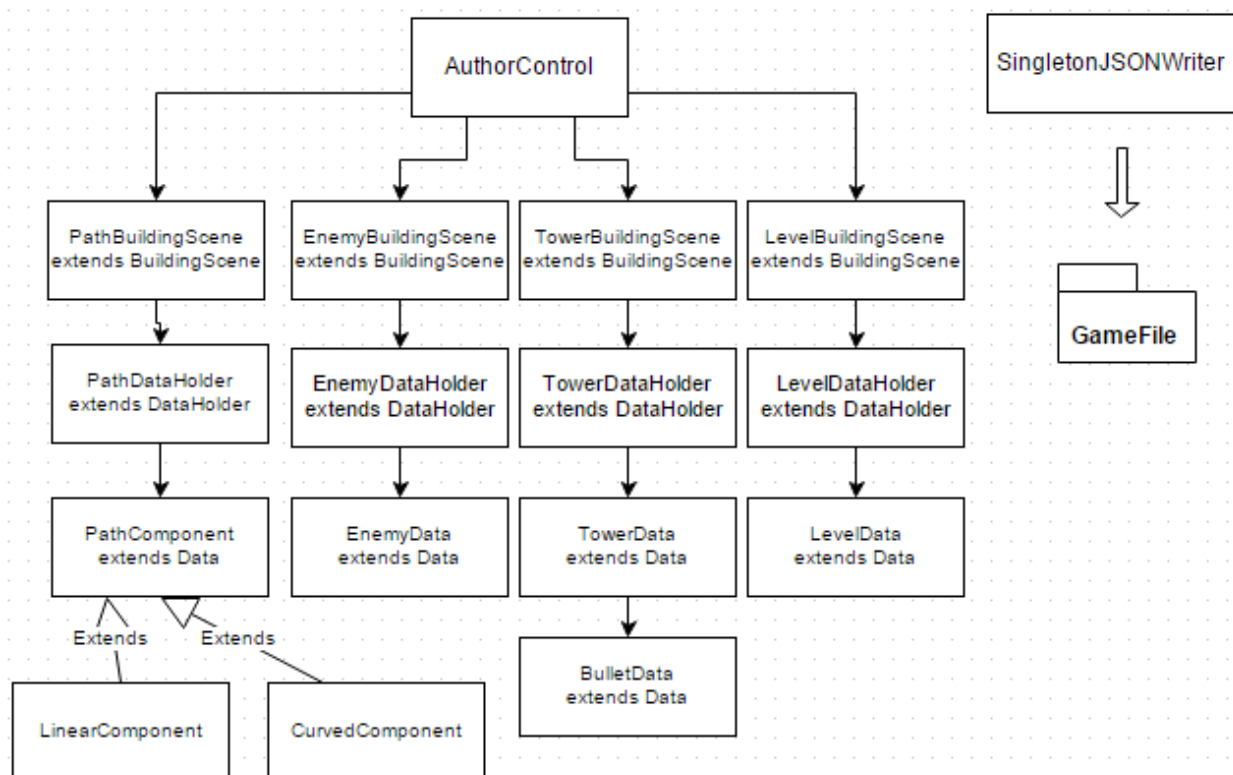 AuthorControl
SingletonJSONWriter
PathBuildingScene
extends BuildingScene
EnemyBuildingScene
extends BuildingScene
TowerBuildingScene
extends BuildingScene
LevelBuildingScene
extends BuildingScene
GameFile
PathDataHolder
extends DataHolder
EnemyDataHolder
extends DataHolder
TowerDataHolder
extends DataHolder
LevelDataHolder
extends DataHolder
PathComponent
extends Data
EnemyData
extends Data
TowerData
extends Data
LevelData
extends Data
Extends
Extends
BulletData
extends Data
LinearComponent
CurvedComponent